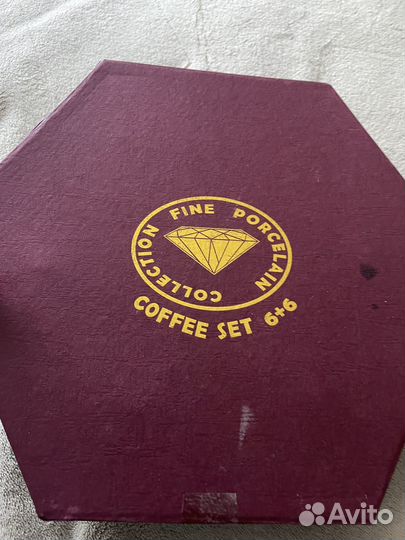 FINE PORCELAIN
COLLECTION
COFFEE SET 6+6
Avito